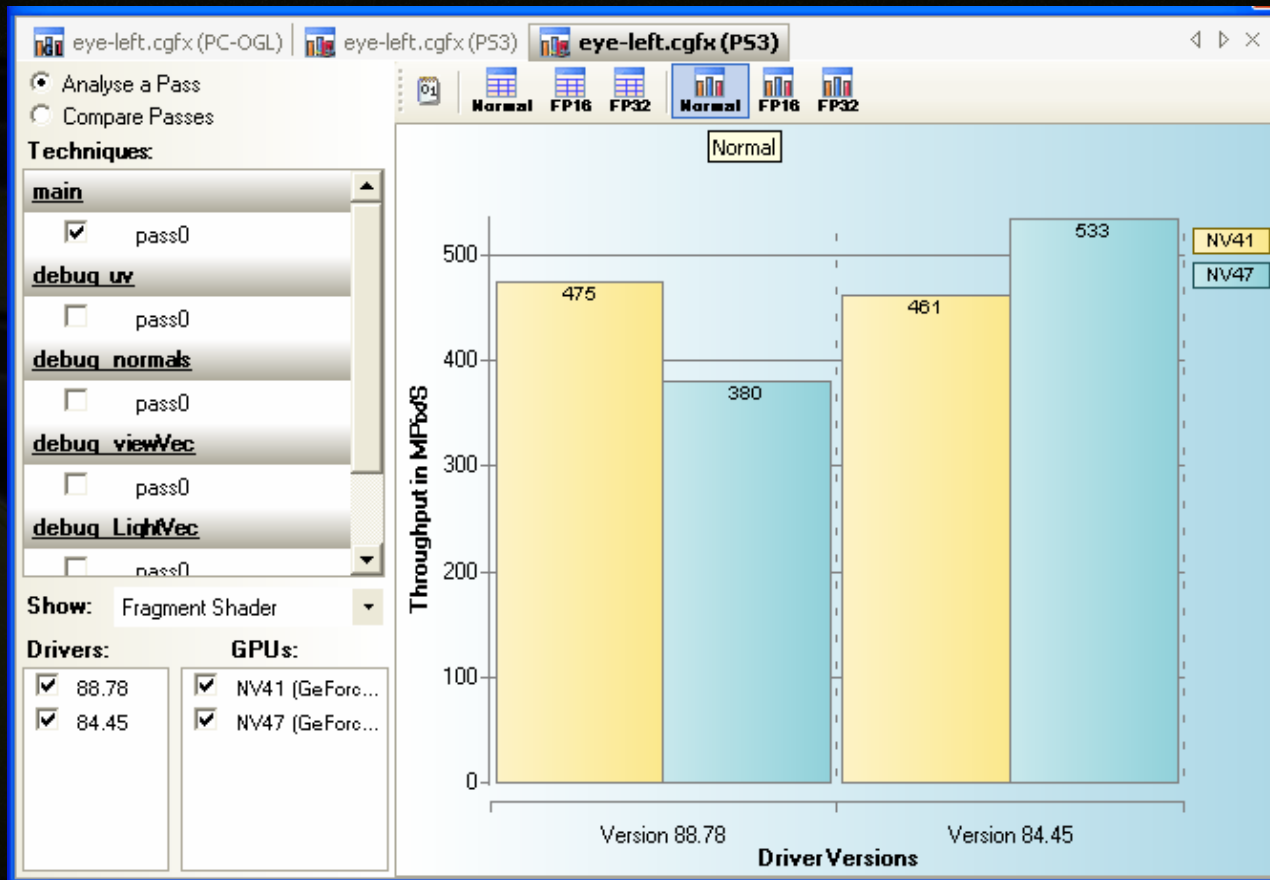 eye-left.cgfx (PC-OGL) eye-left.cgfx (PS3) eye-left.cgfx (PS3)
Analyse a Pass
Compare Passes
Techniques:
main
pass0
debug_uv
pass0
debug_normals
pass0
debug_viewVec
pass0
debug_LightVec
pass0
Show: Fragment Shader
Drivers: GPUs:
88.78 NV41 (GeForc...
84.45 NV47 (GeForc...
01 Normal FP16 FP32 Normal FP16 FP32
Normal
Throughput in MPix/S
500
400
300
200
100
0
475
380
461
533
NV41
NV47
Version 88.78 Version 84.45
Driver Versions